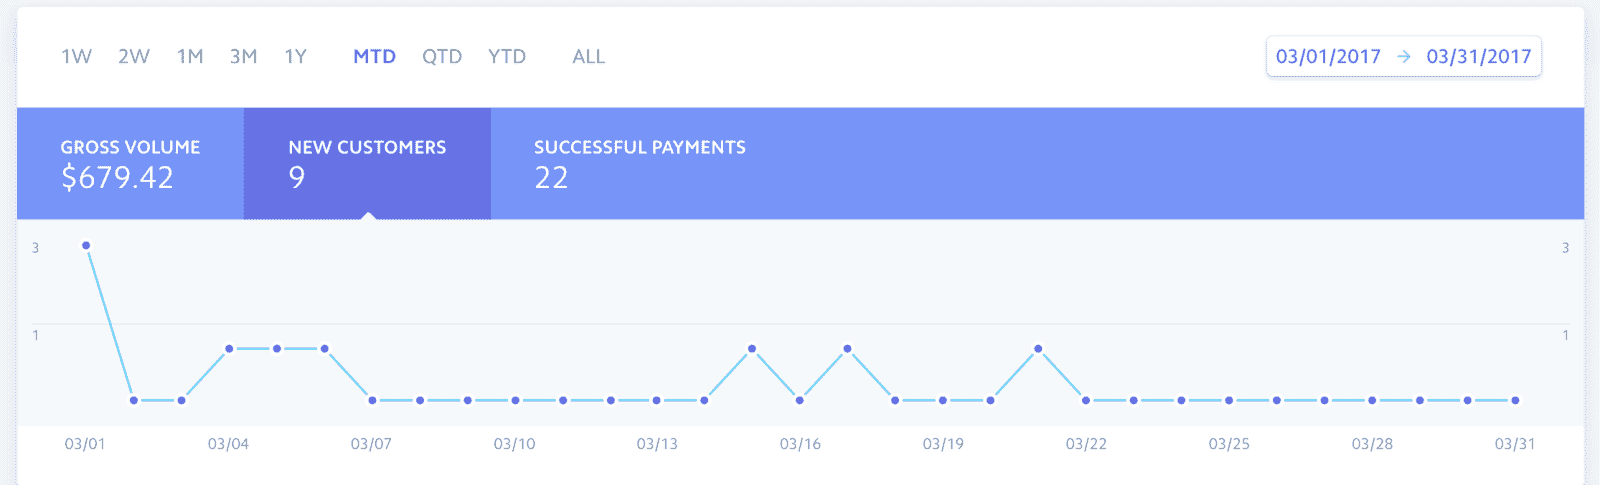 1W 2W 1M 3M 1Y MTD QTD YTD ALL 03/01/2017 → 03/31/2017
GROSS VOLUME NEW CUSTOMERS SUCCESSFUL PAYMENTS
$679.42 9 22
3 3
1 1
03/01 03/04 03/07 03/10 03/13 03/16 03/19 03/22 03/25 03/28 03/31